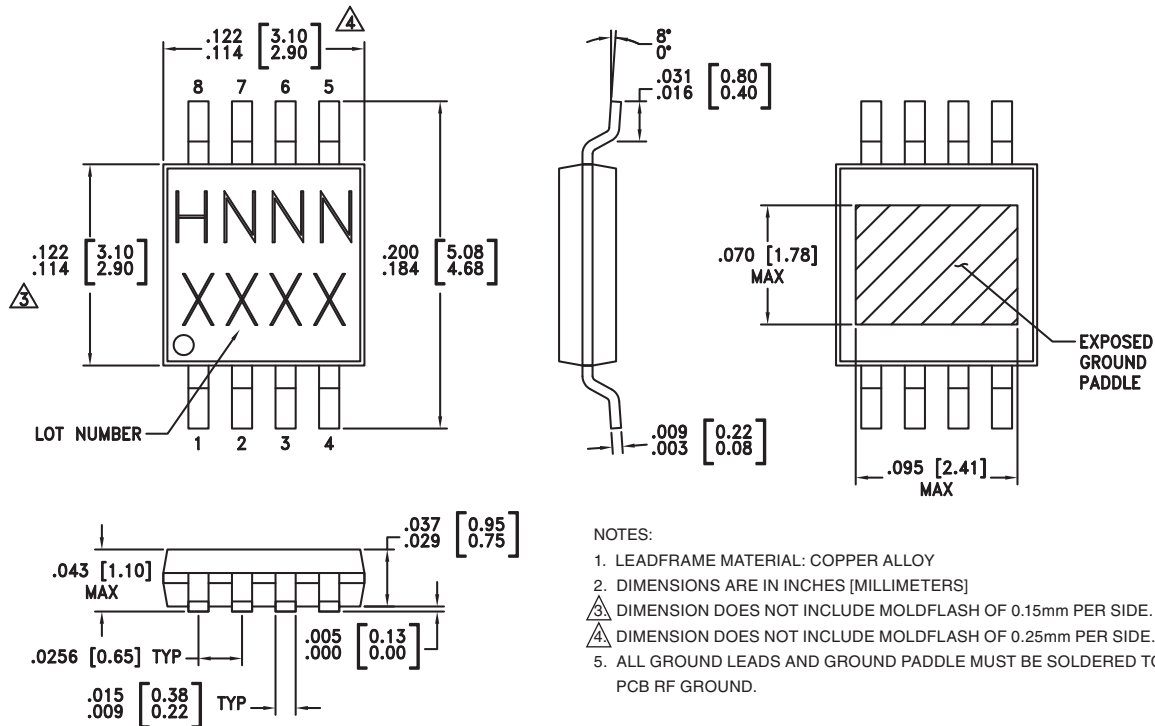 4
.122 [3.10]
.114 [2.90]
8 7 6 5
HNNN
XXXX
.122 [3.10]
.114 [2.90]
3
.200 [5.08]
.184 [4.68]
LOT NUMBER
1 2 3 4
8°
0°
.031 [0.80]
.016 [0.40]
.009 [0.22]
.003 [0.08]
.070 [1.78]
MAX
EXPOSED
GROUND
PADDLE
.095 [2.41]
MAX
.037 [0.95]
.029 [0.75]
.043 [1.10]
MAX
.005 [0.13]
.000 [0.00]
.0256 [0.65] TYP
.015 [0.38]
.009 [0.22] TYP
NOTES:
1. LEADFRAME MATERIAL: COPPER ALLOY
2. DIMENSIONS ARE IN INCHES [MILLIMETERS]
3. DIMENSION DOES NOT INCLUDE MOLDFLASH OF 0.15mm PER SIDE.
4. DIMENSION DOES NOT INCLUDE MOLDFLASH OF 0.25mm PER SIDE.
5. ALL GROUND LEADS AND GROUND PADDLE MUST BE SOLDERED TO
PCB RF GROUND.